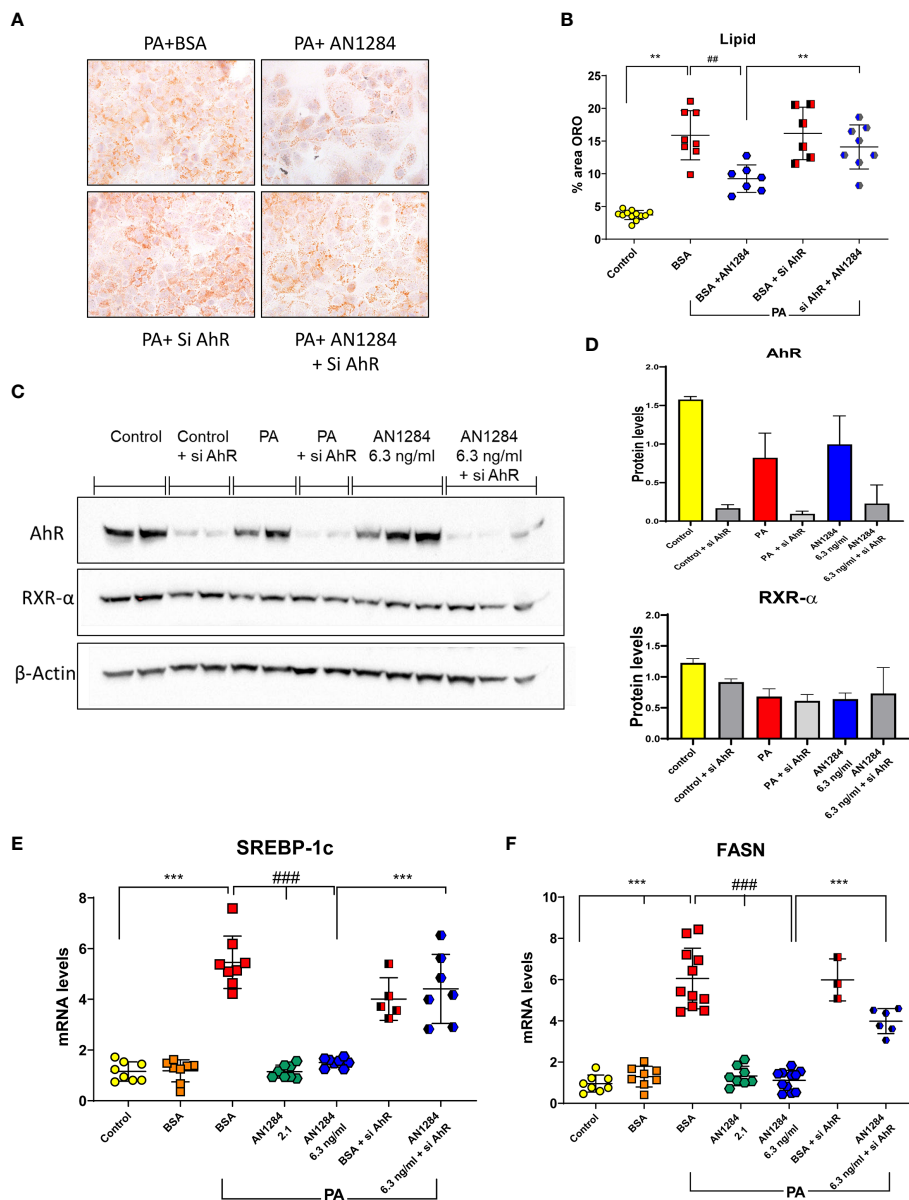 A
PA+BSA
PA+ AN1284
PA+ Si AhR
PA+ AN1284
+ Si AhR
B
Lipid
**
##
**
% area ORO
25
20
15
10
5
0
Control
BSA
BSA +AN1284
BSA + Si AhR
si AhR + AN1284
PA
C
Control
Control
+ si AhR
PA
PA
+ si AhR
AN1284
6.3 ng/ml
AN1284
6.3 ng/ml
+ si AhR
AhR
RXR-α
β-Actin
D
AhR
Protein levels
1.5
1.0
0.5
0.0
Control
Control + si AhR
PA
PA + si AhR
AN1284
6.3 ng/ml
AN1284
6.3 ng/ml + si AhR
RXR-α
Protein levels
2.0
1.5
1.0
0.5
0.0
control
control + si AhR
PA
PA + si AhR
AN1284
6.3 ng/ml
AN1284
6.3 ng/ml + si AhR
E
SREBP-1c
***
###
***
mRNA levels
8
6
4
2
0
Control
BSA
BSA
AN1284
2.1
AN1284
6.3 ng/ml
BSA + si AhR
AN1284
6.3 ng/ml + si AhR
PA
F
FASN
***
###
***
mRNA levels
10
8
6
4
2
0
Control
BSA
BSA
AN1284
2.1
AN1284
6.3 ng/ml
BSA + si AhR
AN1284
6.3 ng/ml + si AhR
PA